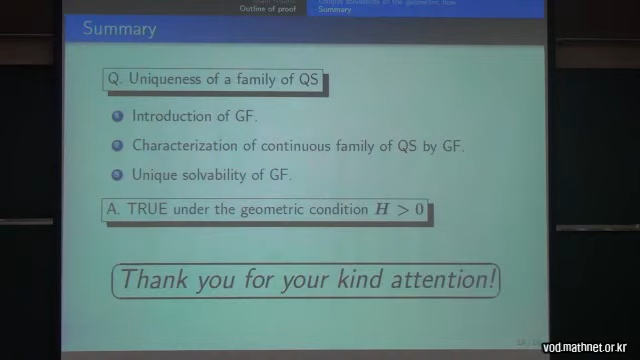 Outline of proof
Summary
Summary
Q. Uniqueness of a family of QS
1 Introduction of GF.
2 Characterization of continuous family of QS by GF.
3 Unique solvability of GF.
A. TRUE under the geometric condition H > 0
Thank you for your kind attention!
vod.mathnet.or.kr